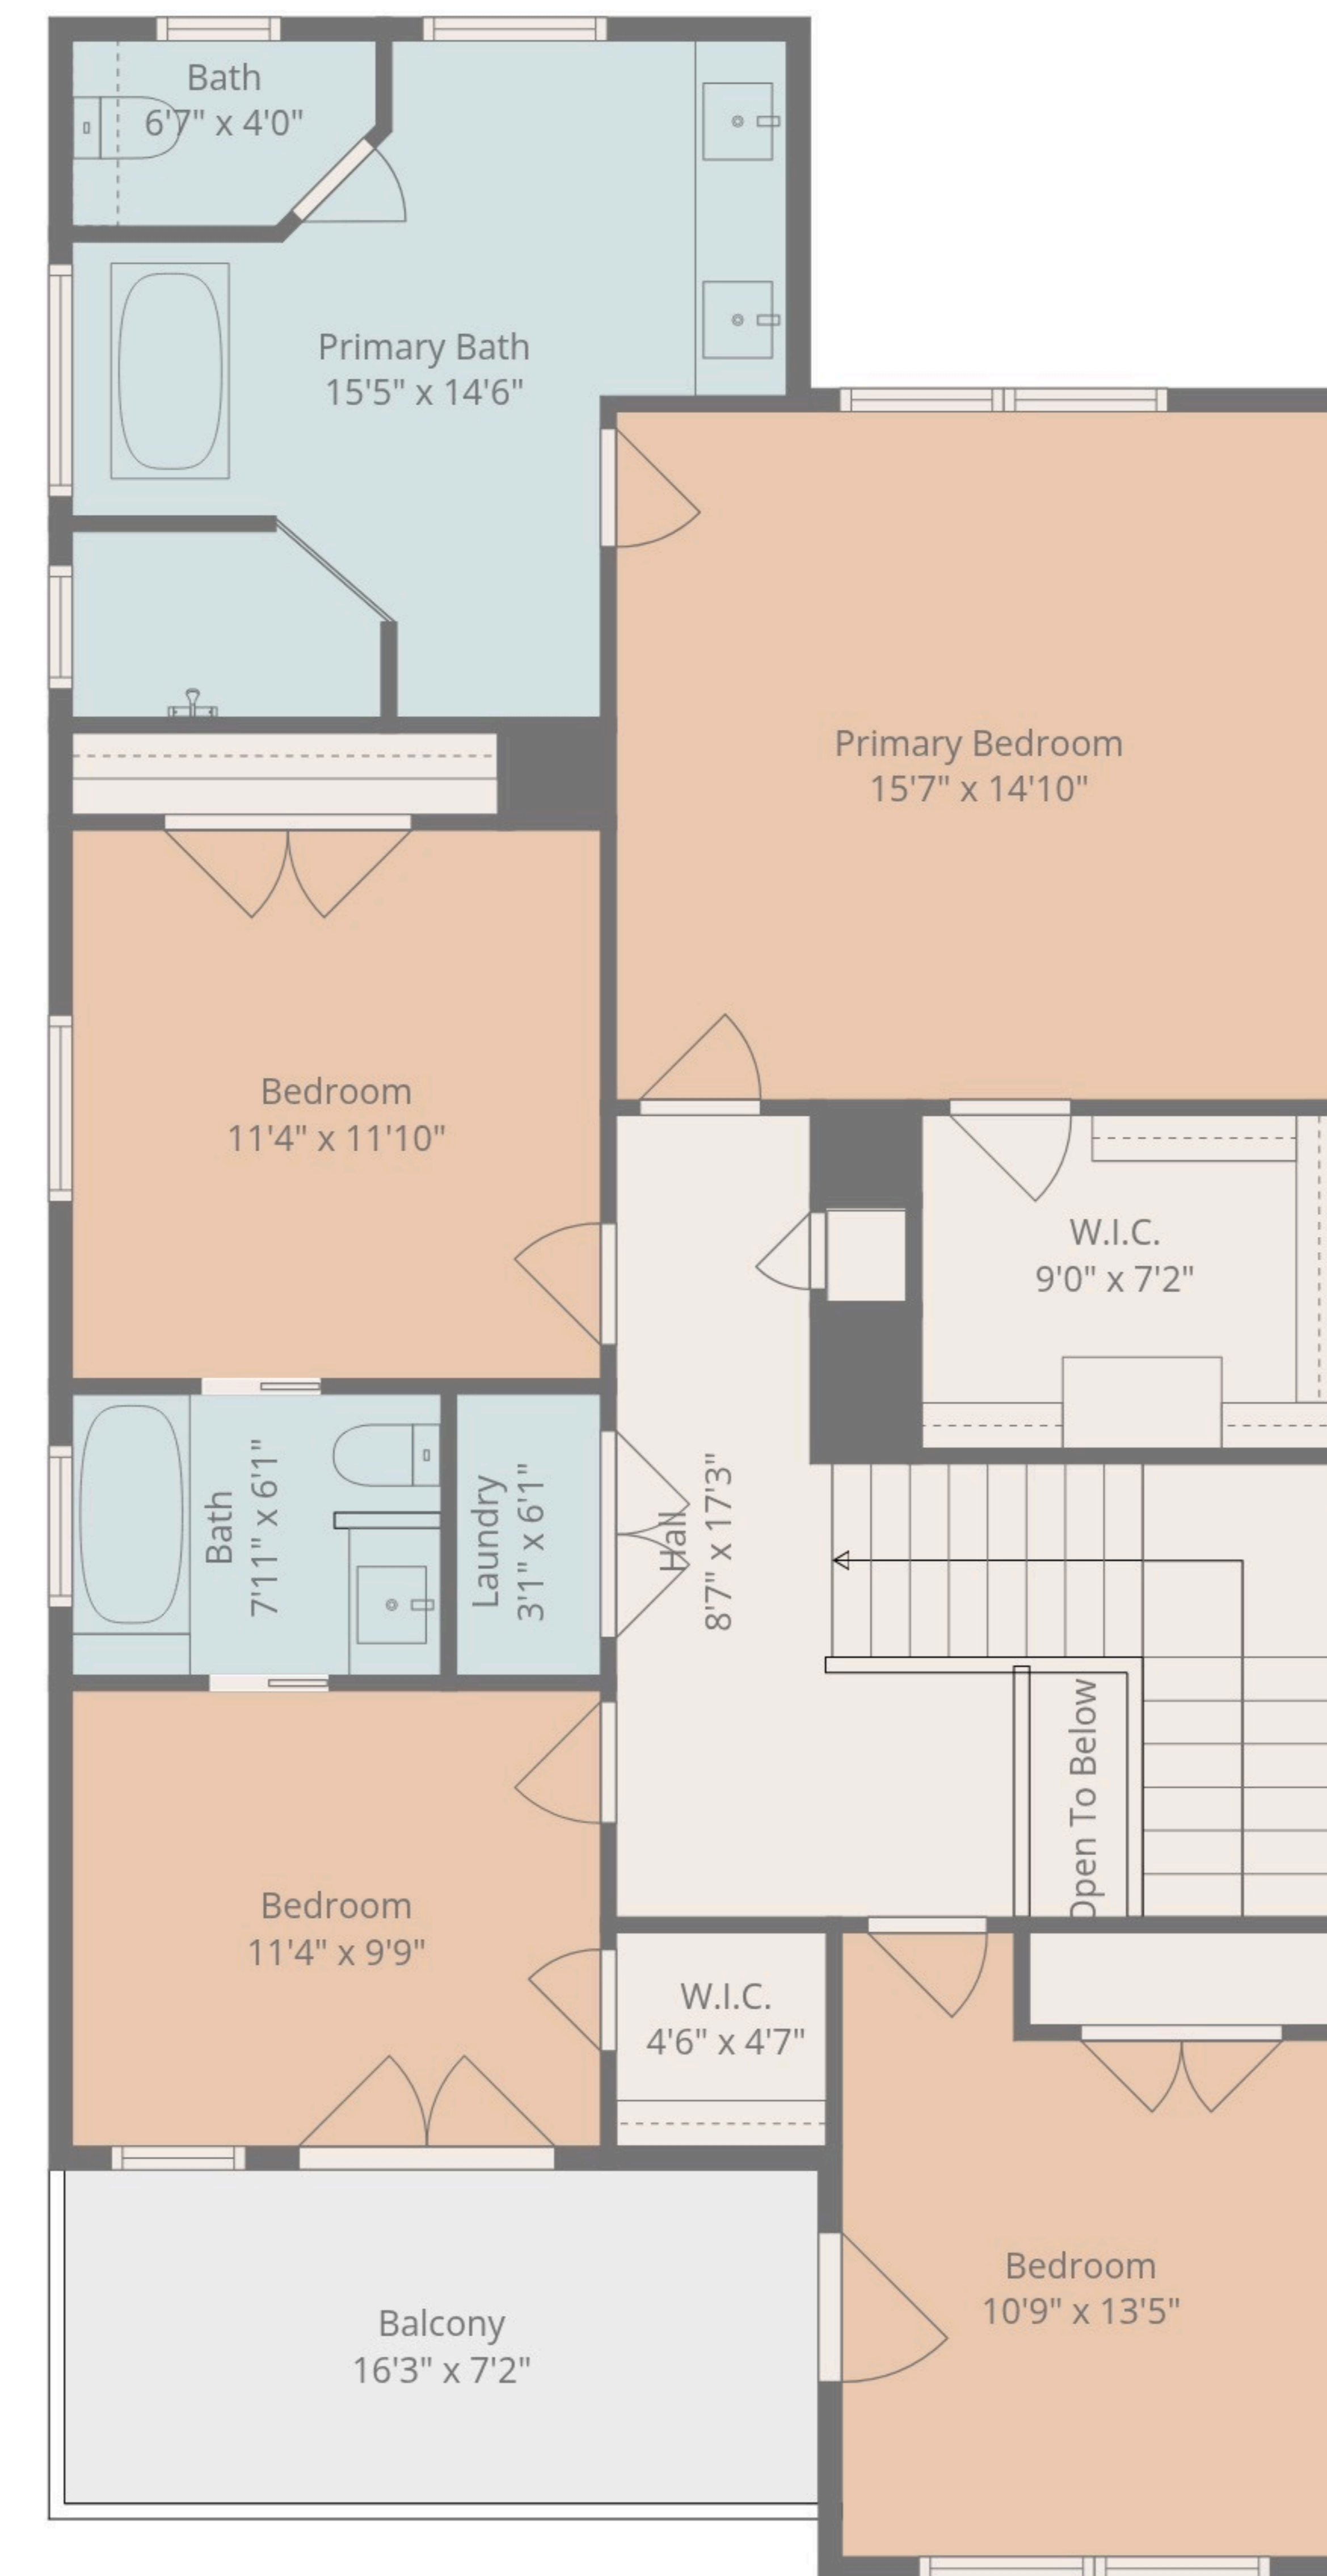 Bath
6'7" x 4'0"
Primary Bath
15'5" x 14'6"
Primary Bedroom
15'7" x 14'10"
Bedroom
11'4" x 11'10"
W.I.C.
9'0" x 7'2"
Bath
7'11" x 6'1"
Laundry
3'1" x 6'1"
Hall
8'7" x 17'3"
Open To Below
Bedroom
11'4" x 9'9"
W.I.C.
4'6" x 4'7"
Bedroom
10'9" x 13'5"
Balcony
16'3" x 7'2"